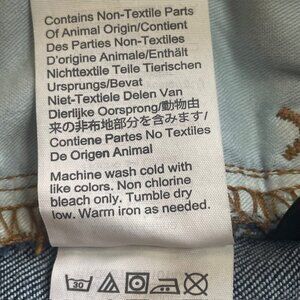 Contains Non-Textile Parts
Of Animal Origin/Contient
Des Parties Non-Textiles
D'origine Animale/Enthält
Nichttextile Teile Tierischen
Ursprungs/Bevat
Niet-Textiele Delen Van
Dierlijke Oorsprong/動物由
来の非布地部分を含みます/
Contiene Partes No Textiles
De Origen Animal
Machine wash cold with
like colors. Non chlorine
bleach only. Tumble dry
low. Warm iron as needed.
30